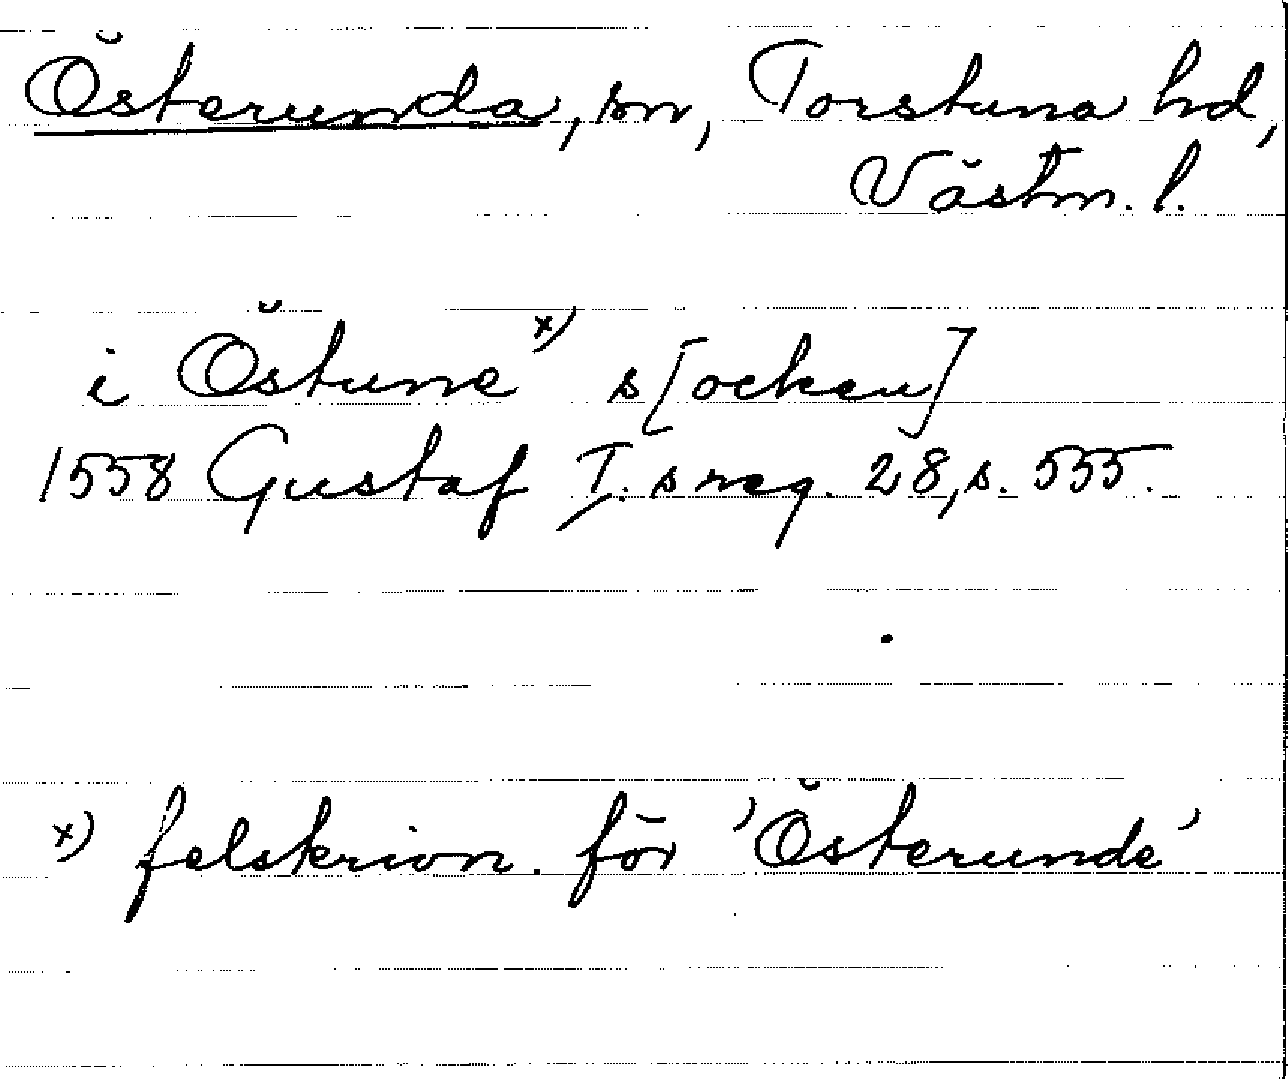 Österunda, sn, Torstuna hd,
Västm. l.
i Östune x) s[ocken]
1558 Gustaf I:s reg. 28, s. 555.
x) felskrivn. för 'Österunde'